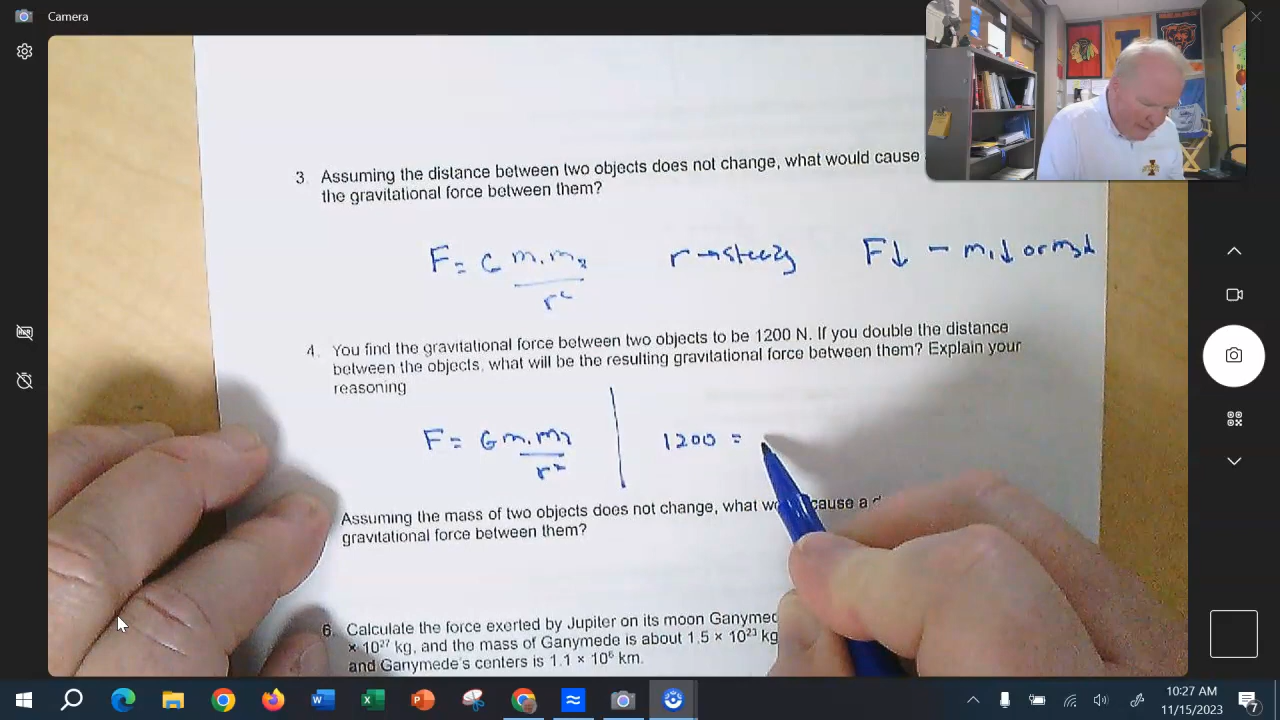 Camera
3. Assuming the distance between two objects does not change, what would cause
the gravitational force between them?
F = G m₁m₂ r → steady F↓ - m₁↓ or m₂↓
r²
4. You find the gravitational force between two objects to be 1200 N. If you double the distance
between the objects, what will be the resulting gravitational force between them? Explain your
reasoning
F = G m₁m₂ 1200 =
r²
Assuming the mass of two objects does not change, what cause a
gravitational force between them?
6. Calculate the force exerted by Jupiter on its moon
× 10²⁷ kg, and the mass of Ganymede is about 1.5 × 10²³ kg
and Ganymede's centers is 1.1 × 10⁶ km.
10:27 AM
11/15/2023
7